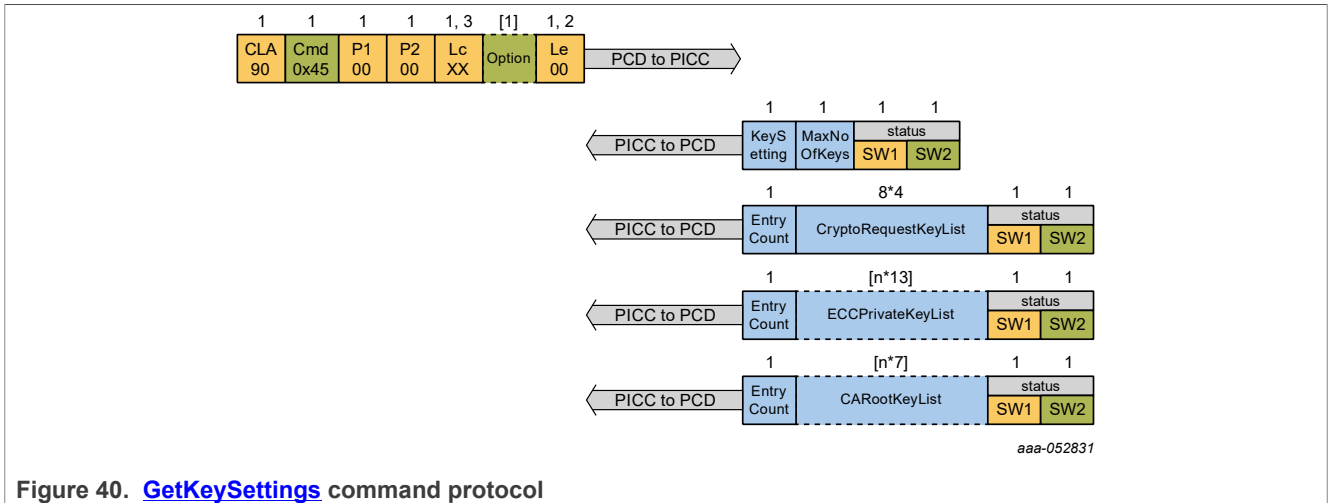 1 1 1 1 1, 3 [1] 1, 2
CLA Cmd P1 P2 Lc Option Le PCD to PICC
90 0x45 00 00 XX 00
1 1 1 1
PICC to PCD KeyS MaxNo status
etting OfKeys SW1 SW2
1 8*4 1 1
PICC to PCD Entry CryptoRequestKeyList status
Count SW1 SW2
1 [n*13] 1 1
PICC to PCD Entry ECCPrivateKeyList status
Count SW1 SW2
1 [n*7] 1 1
PICC to PCD Entry CARootKeyList status
Count SW1 SW2
aaa-052831
Figure 40. GetKeySettings command protocol